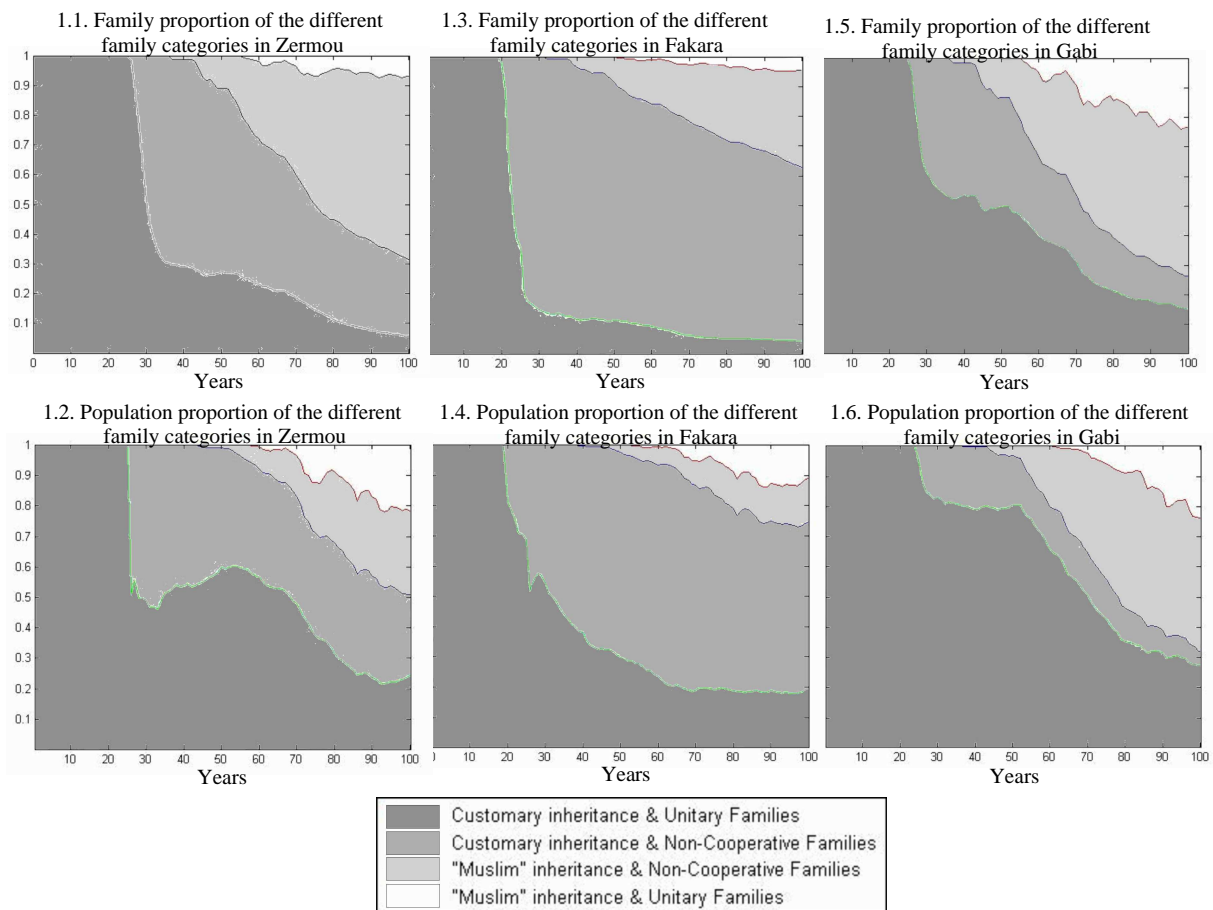 1.1. Family proportion of the different
family categories in Zermou
1
0.9
0.8
0.7
0.6
0.5
0.4
0.3
0.2
0.1
0 10 20 30 40 50 60 70 80 90 100
Years
1.3. Family proportion of the different
family categories in Fakara
10 20 30 40 50 60 70 80 90 100
Years
1.5. Family proportion of the different
family categories in Gabi
10 20 30 40 50 60 70 80 90 100
Years
1.2. Population proportion of the different
family categories in Zermou
1
0.9
0.8
0.7
0.6
0.5
0.4
0.3
0.2
0.1
10 20 30 40 50 60 70 80 90 100
Years
1.4. Population proportion of the different
family categories in Fakara
10 20 30 40 50 60 70 80 90 100
Years
1.6. Population proportion of the different
family categories in Gabi
10 20 30 40 50 60 70 80 90 100
Years
Customary inheritance & Unitary Families
Customary inheritance & Non-Cooperative Families
"Muslim" inheritance & Non-Cooperative Families
"Muslim" inheritance & Unitary Families